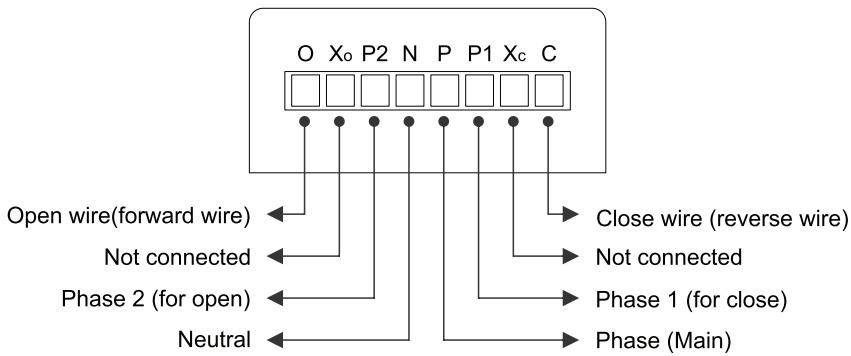 O Xo P2 N P P1 Xc C
Open wire(forward wire)
Close wire (reverse wire)
Not connected
Not connected
Phase 2 (for open)
Phase 1 (for close)
Neutral
Phase (Main)